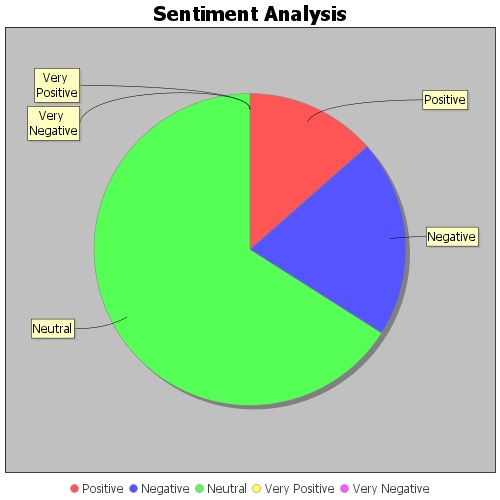 Sentiment Analysis
Very
Positive
Very
Negative
Positive
Negative
Neutral
Positive Negative Neutral Very Positive Very Negative